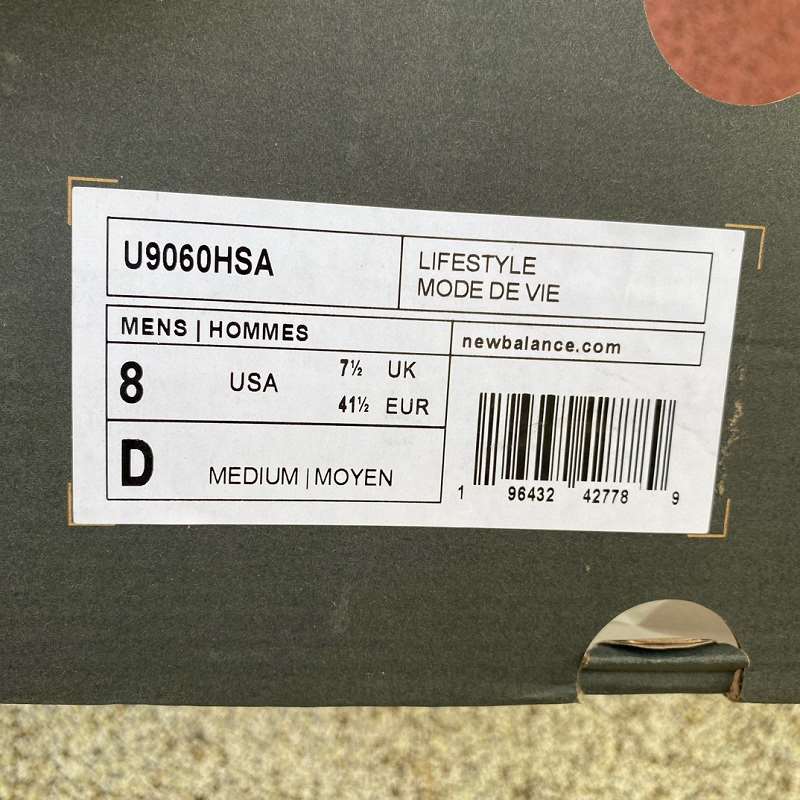 U9060HSA
LIFESTYLE
MODE DE VIE
MENS | HOMMES
8 USA 7½ UK
41½ EUR
D MEDIUM | MOYEN
newbalance.com
1 96432 42778 9